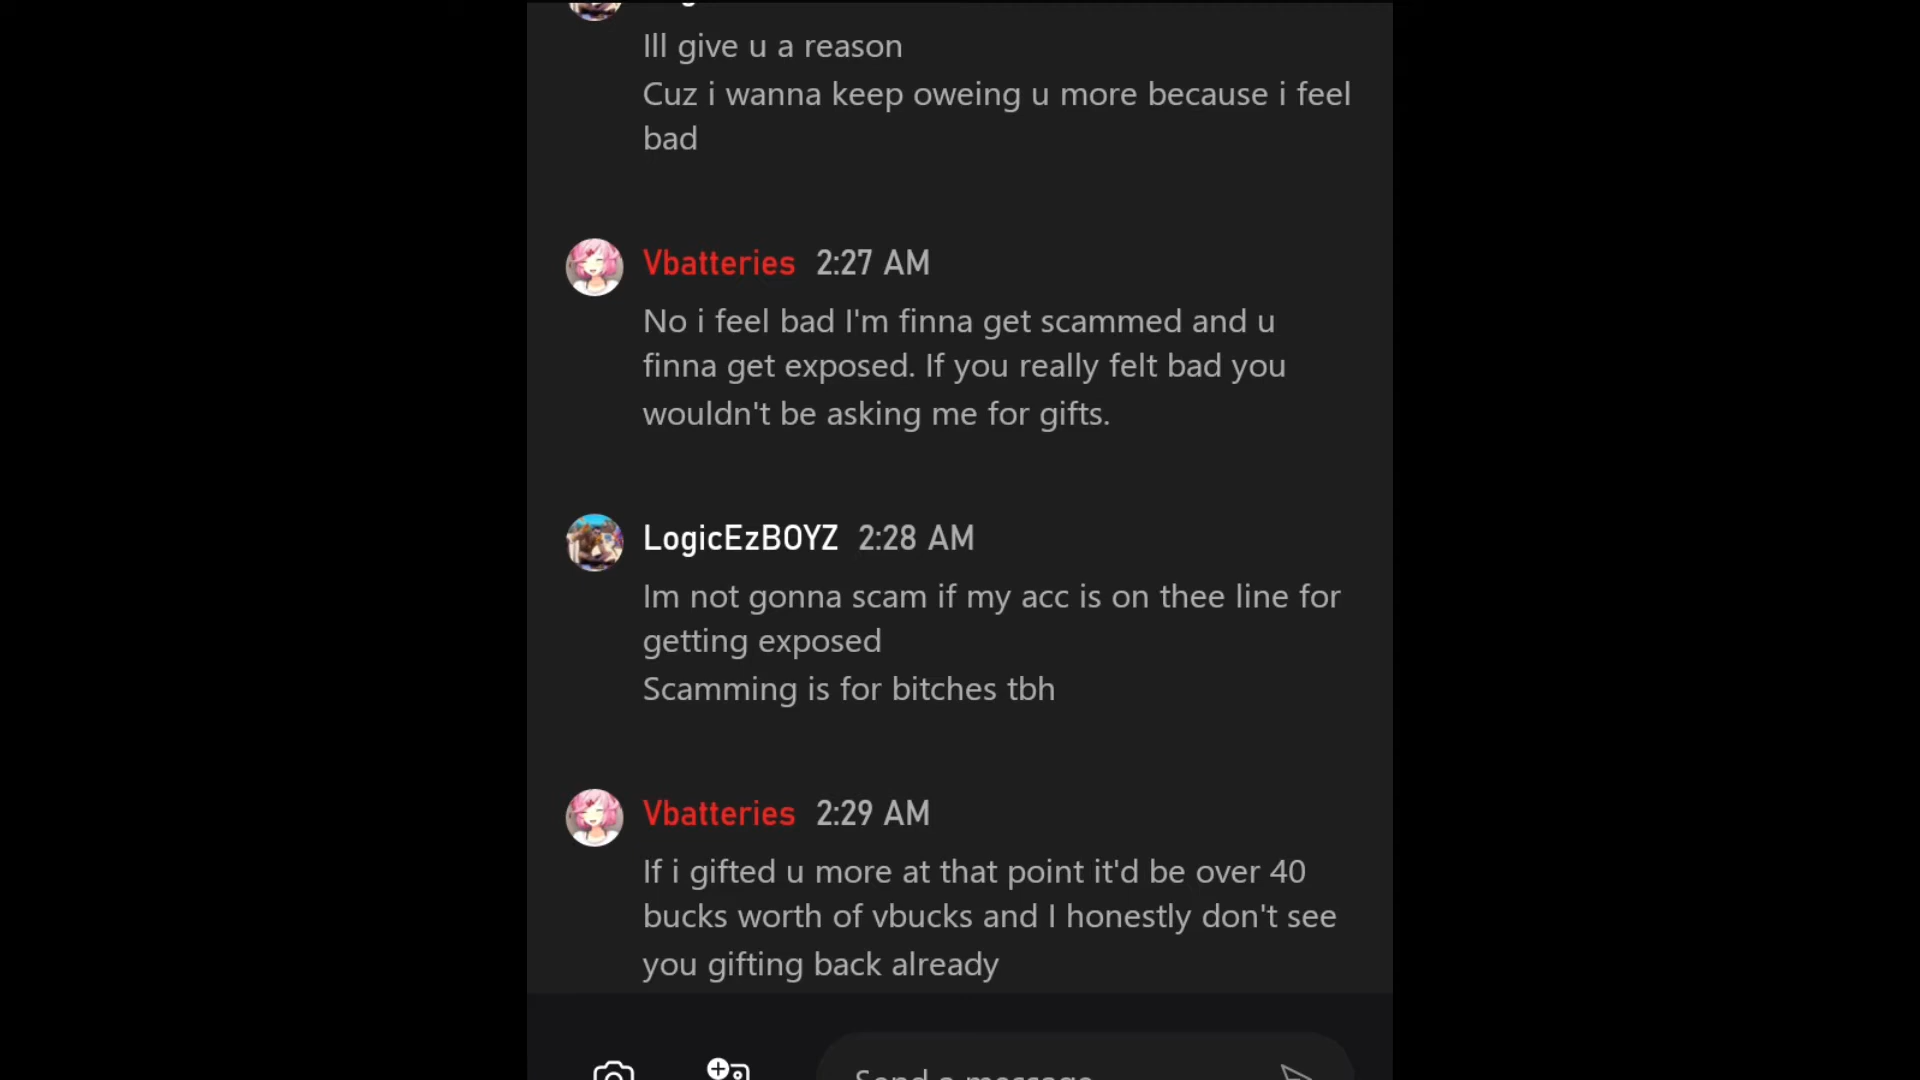 Ill give u a reason
Cuz i wanna keep oweing u more because i feel
bad
Vbatteries 2:27 AM
No i feel bad I'm finna get scammed and u
finna get exposed. If you really felt bad you
wouldn't be asking me for gifts.
LogicEzBOYZ 2:28 AM
Im not gonna scam if my acc is on thee line for
getting exposed
Scamming is for bitches tbh
Vbatteries 2:29 AM
If i gifted u more at that point it'd be over 40
bucks worth of vbucks and I honestly don't see
you gifting back already
Send a message